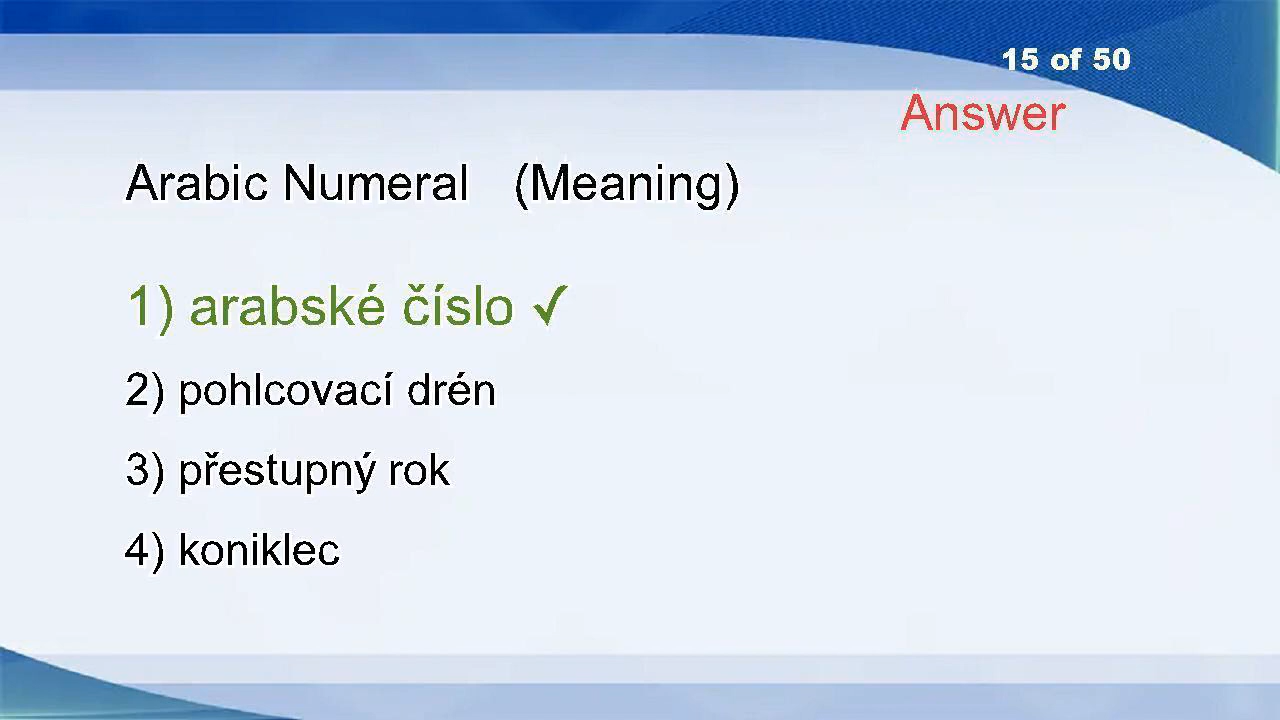 15 of 50
Answer
Arabic Numeral (Meaning)
1) arabské číslo ✓
2) pohlcovací drén
3) přestupný rok
4) koniklec